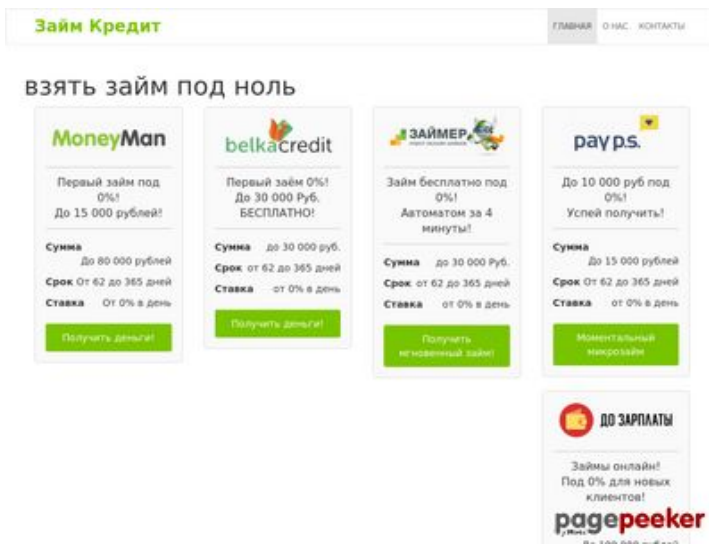 Займ Кредит
ГЛАВНАЯ О НАС КОНТАКТЫ
взять займ под ноль
MoneyMan
Первый займ под
0%!
До 15 000 рублей!
Сумма
До 80 000 рублей
Срок От 62 до 365 дней
Ставка От 0% в день
Получить деньги!
belkacredit
Первый заём 0%!
До 30 000 Руб.
БЕСПЛАТНО!
Сумма до 30 000 руб.
Срок от 62 до 365 дней
Ставка от 0% в день
Получить деньги!
ЗАЙМЕР
Займ бесплатно под
0%!
Автоматом за 4
минуты!
Сумма до 30 000 Руб.
Срок от 62 до 365 дней
Ставка от 0% в день
Получить
мгновенный займ!
pay p.s.
До 10 000 руб под
0%!
Успей получить!
Сумма
До 15 000 рублей
Срок От 62 до 365 дней
Ставка от 0% в день
Моментальный
микрозайм
ДО ЗАРПЛАТЫ
Займы онлайн!
Под 0% для новых
клиентов!
pagepeeker
До 100 000 рублей